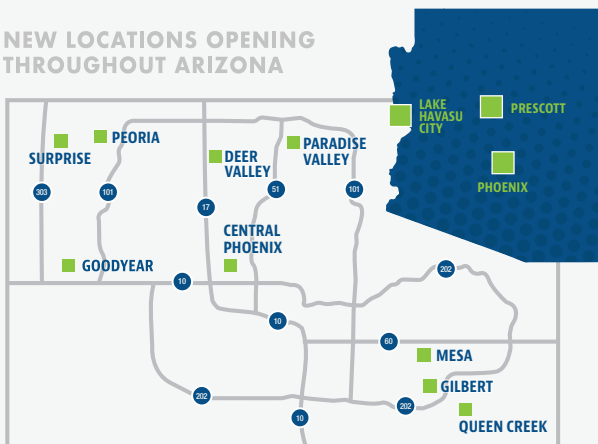 NEW LOCATIONS OPENING
THROUGHOUT ARIZONA
LAKE
HAVASU
CITY
PRESCOTT
PHOENIX
PEORIA
SURPRISE
DEER
VALLEY
PARADISE
VALLEY
303
101
17
51
101
CENTRAL
PHOENIX
GOODYEAR
10
202
10
60
MESA
GILBERT
202
202
10
QUEEN CREEK